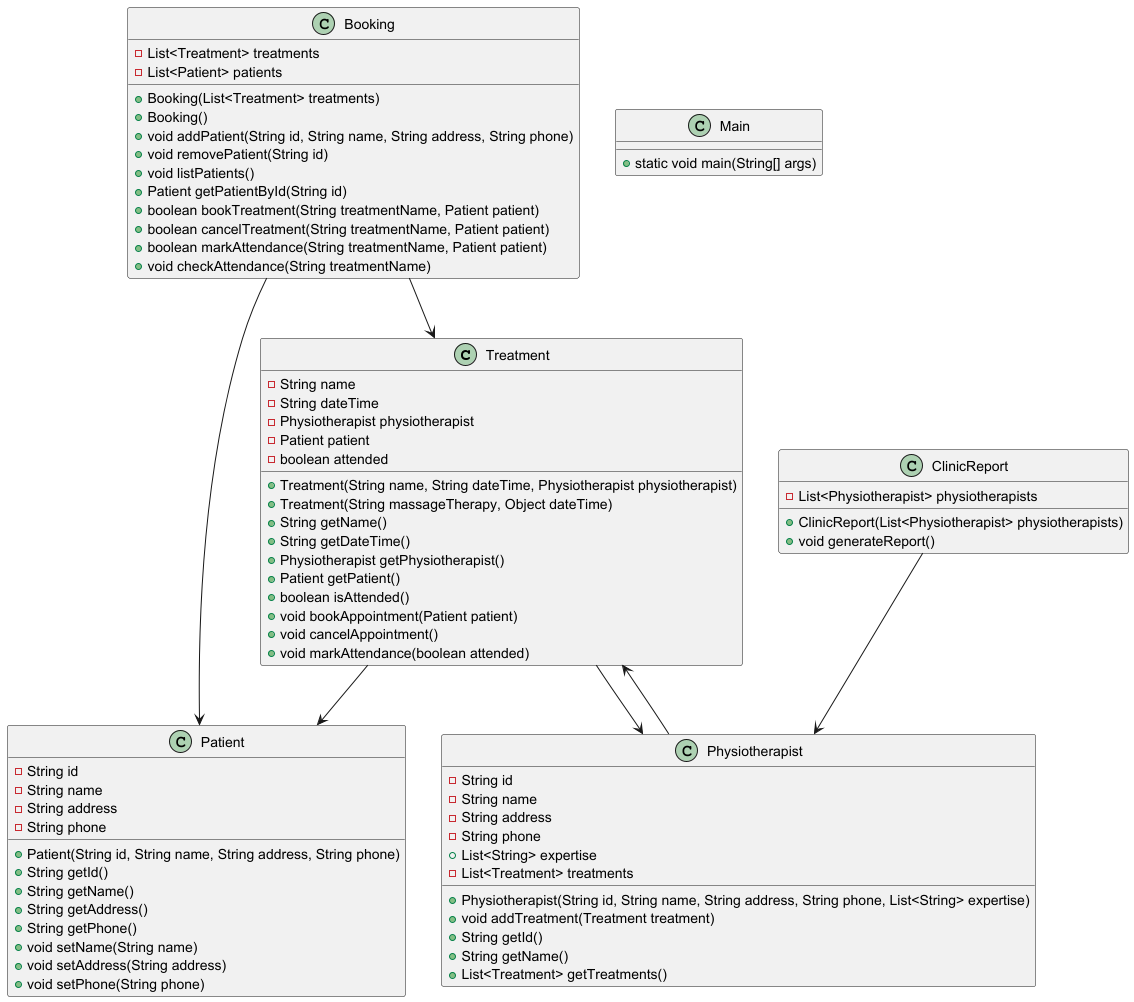 C Booking
List<Treatment> treatments
List<Patient> patients
Booking(List<Treatment> treatments)
Booking()
void addPatient(String id, String name, String address, String phone)
void removePatient(String id)
void listPatients()
Patient getPatientById(String id)
boolean bookTreatment(String treatmentName, Patient patient)
boolean cancelTreatment(String treatmentName, Patient patient)
boolean markAttendance(String treatmentName, Patient patient)
void checkAttendance(String treatmentName)
C Main
static void main(String[] args)
C Treatment
String name
String dateTime
Physiotherapist physiotherapist
Patient patient
boolean attended
Treatment(String name, String dateTime, Physiotherapist physiotherapist)
Treatment(String massageTherapy, Object dateTime)
String getName()
String getDateTime()
Physiotherapist getPhysiotherapist()
Patient getPatient()
boolean isAttended()
void bookAppointment(Patient patient)
void cancelAppointment()
void markAttendance(boolean attended)
C ClinicReport
List<Physiotherapist> physiotherapists
ClinicReport(List<Physiotherapist> physiotherapists)
void generateReport()
C Patient
String id
String name
String address
String phone
Patient(String id, String name, String address, String phone)
String getId()
String getName()
String getAddress()
String getPhone()
void setName(String name)
void setAddress(String address)
void setPhone(String phone)
C Physiotherapist
String id
String name
String address
String phone
List<String> expertise
List<Treatment> treatments
Physiotherapist(String id, String name, String address, String phone, List<String> expertise)
void addTreatment(Treatment treatment)
String getId()
String getName()
List<Treatment> getTreatments()